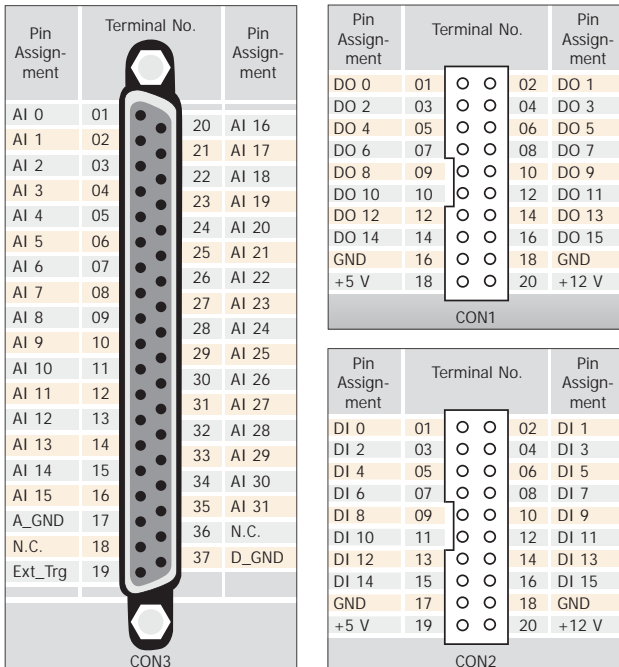 Pin Assign-ment Terminal No. Pin Assign-ment
AI 0 01
20 AI 16
AI 1 02
21 AI 17
AI 2 03
22 AI 18
AI 3 04
23 AI 19
AI 4 05
24 AI 20
AI 5 06
25 AI 21
AI 6 07
26 AI 22
AI 7 08
27 AI 23
AI 8 09
28 AI 24
AI 9 10
29 AI 25
AI 10 11
30 AI 26
AI 11 12
31 AI 27
AI 12 13
32 AI 28
AI 13 14
33 AI 29
AI 14 15
34 AI 30
AI 15 16
35 AI 31
A_GND 17
36 N.C.
N.C. 18
37 D_GND
Ext_Trg 19
CON3
Pin Assign-ment Terminal No. Pin Assign-ment
DO 0 01 02 DO 1
DO 2 03 04 DO 3
DO 4 05 06 DO 5
DO 6 07 08 DO 7
DO 8 09 10 DO 9
DO 10 10 12 DO 11
DO 12 12 14 DO 13
DO 14 14 16 DO 15
GND 16 18 GND
+5 V 18 20 +12 V
CON1
Pin Assign-ment Terminal No. Pin Assign-ment
DI 0 01 02 DI 1
DI 2 03 04 DI 3
DI 4 05 06 DI 5
DI 6 07 08 DI 7
DI 8 09 10 DI 9
DI 10 11 12 DI 11
DI 12 13 14 DI 13
DI 14 15 16 DI 15
GND 17 18 GND
+5 V 19 20 +12 V
CON2